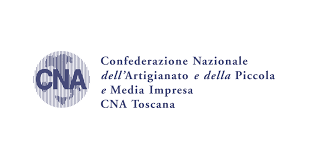 CNA
Confederazione Nazionale
dell'Artigianato e della Piccola
e Media Impresa
CNA Toscana